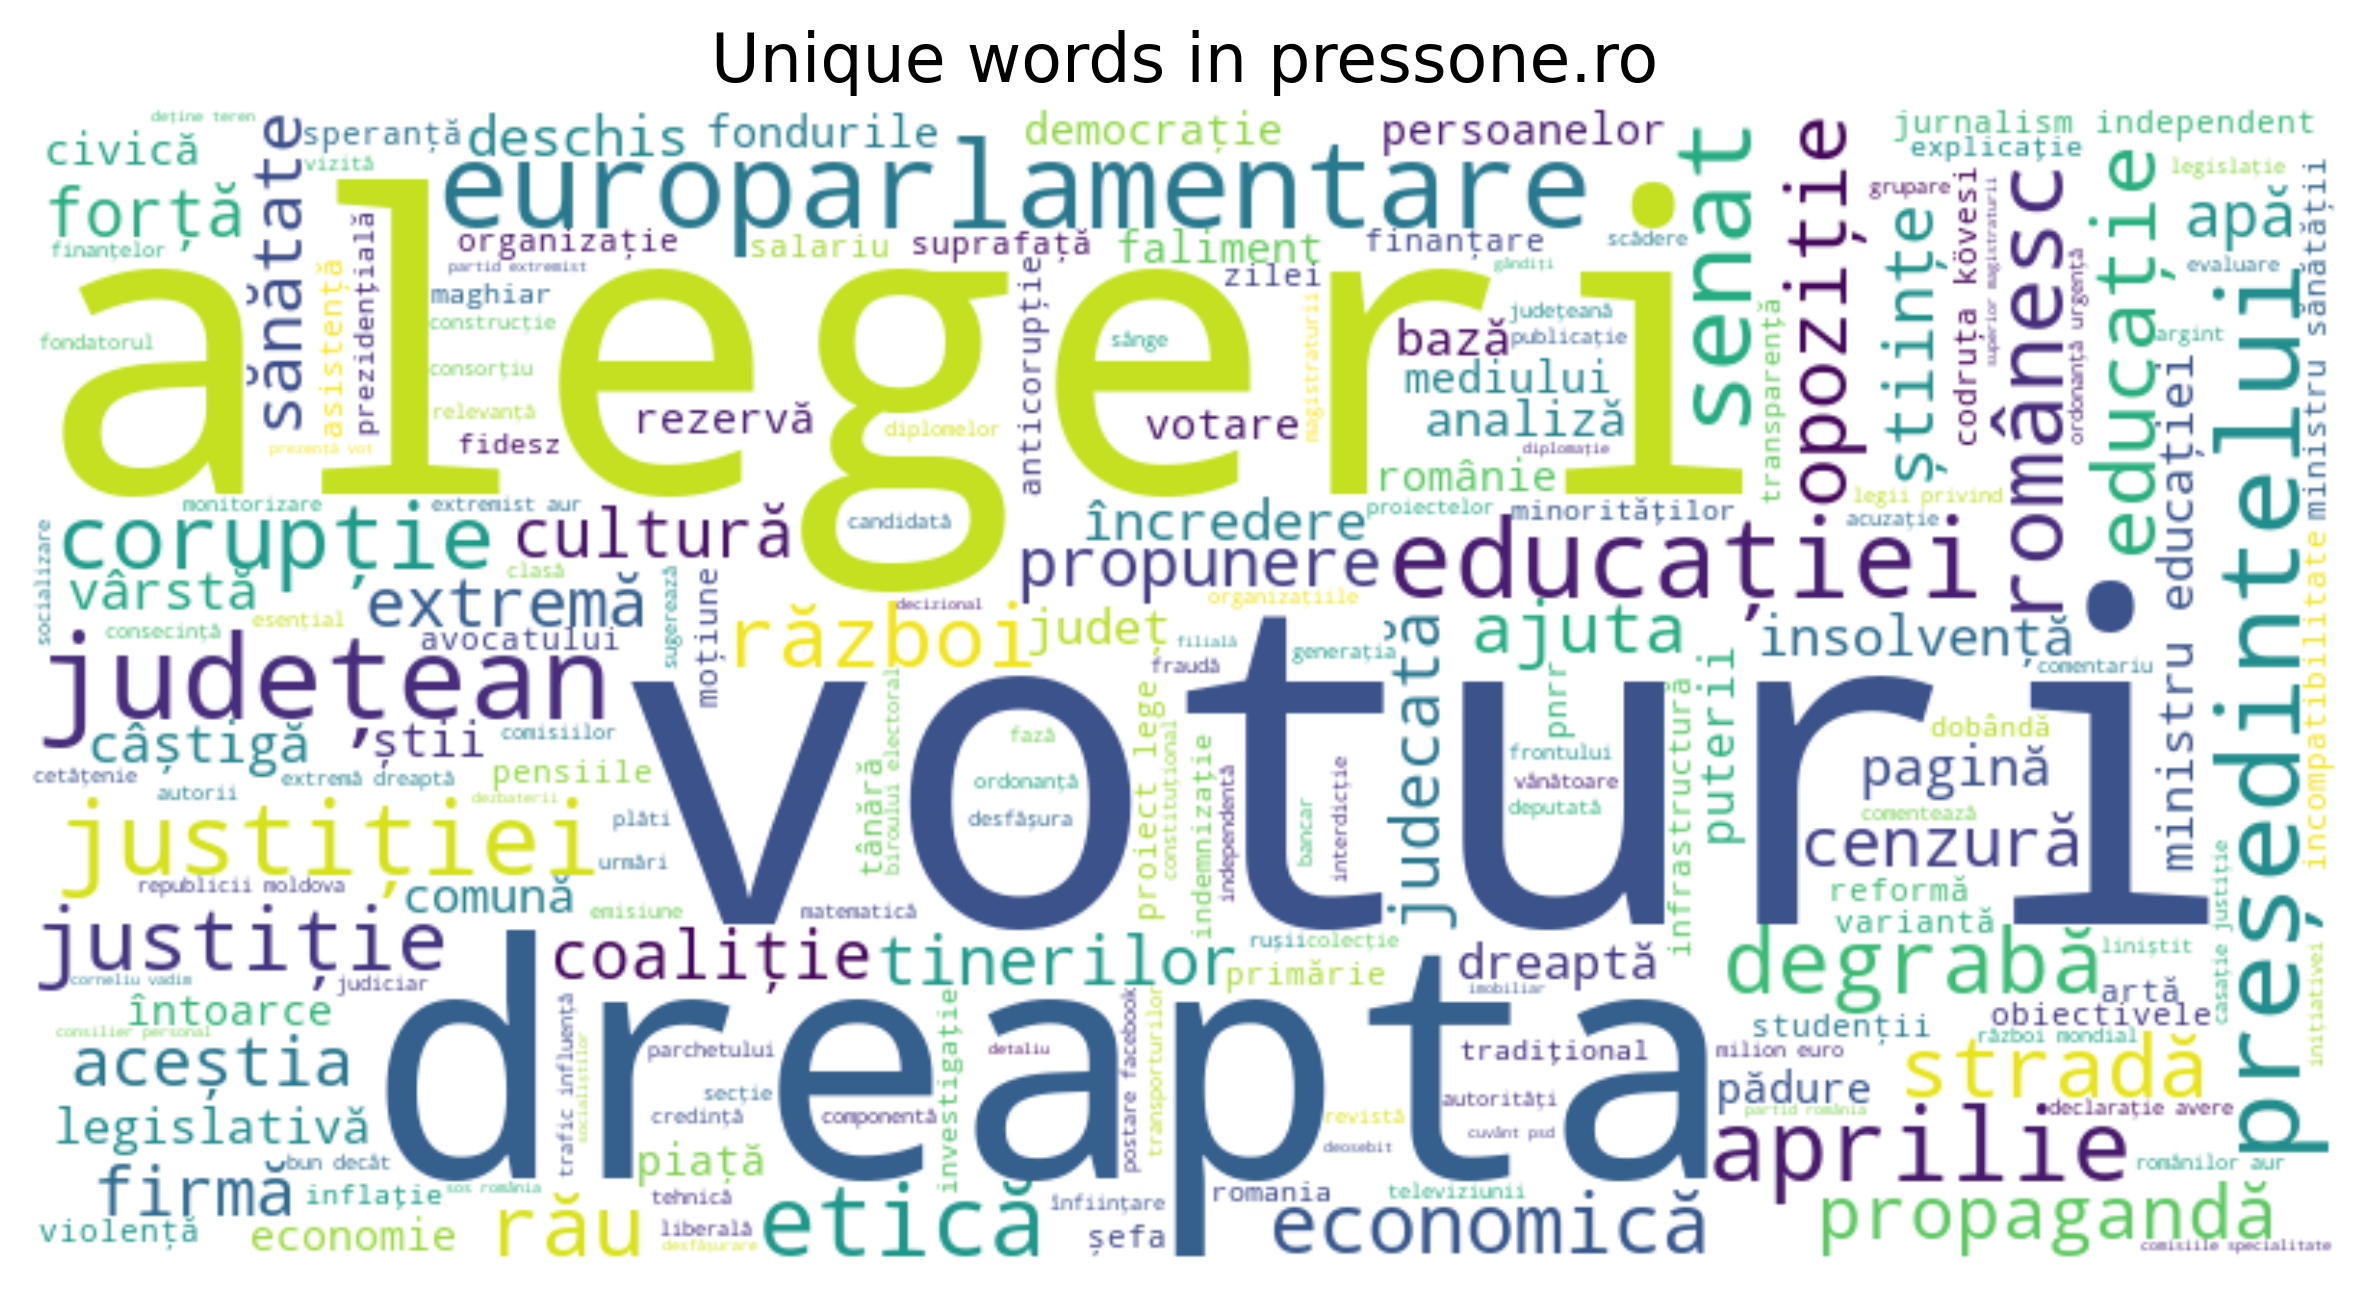 Unique words in pressone.ro
deține teren
civică
sănătate
speranță
deschis
fondurile
democrație
persoanelor
senat
opoziție
jurnalism independent
explicație
vizită
europarlamentare
legislație
grupare
codruța kövesi
superior magistraturii
românesc
educație
apă
forță
finanțelor
alegeri
asistență
prezidențială
organizație
partid extremist
salariu
suprafață
faliment
finanțare
scădere
gândiți
zilei
științe
ordonanță urgență
evaluare
ministru sănătății
maghiar
construcție
anticorupție
magistraturii
județeană
publicație
bază
sânge
argint
fondatorul
consorțiu
mediului
transparență
relevanță
rezervă
diplomelor
votare
analiză
fidesz
prezență vot
diplomație
românie
președintelui
ministru educației
monitorizare
extremist aur
candidată
încredere
proiectelor
minorităților
legii privind
acuzație
corupție
cultură
propunere
educației
socializare
clasă
vârstă
extremă
sugerează
moțiune
decizional
organizațiile
incompatibilitate
consecință
esențial
avocatului
război
județ
filială
fraudă
generația
judecată
ajuta
insolvență
comentariu
județean
voturi
pnrr
puterii
infrastructură
câștigă
știi
comisiilor
biroului electoral
tânără
fază
proiect lege
constituțional
frontului
dobândă
cetățenie
extremă dreaptă
pensiile
autorii
dezbaterii
ordonanță
indemnizație
independentă
interdicție
vânătoare
pagină
justiției
plăti
desfășura
bancar
deputată
comentează
cenzură
urmări
casație justiție
republicii moldova
comună
emisiune
matematică
reformă
variantă
justiție
coaliție
tinerilor
rușii
colecție
primărie
dreaptă
degrabă
liniștit
corneliu vadim
judiciar
imobiliar
artă
inițiativei
întoarce
dreapta
consilier personal
trafic influență
socialiștilor
investigație
postare facebook
transporturilor
obiectivele
studenții
război mondial
aceștia
parchetului
detaliu
tradițional
milion euro
stradă
secție
pădure
credință
componentă
revistă
autorități
partid românia
declarație avere
legislativă
cuvânt psd
deosebit
aprilie
bun decât
piață
românilor aur
firmă
inflație
sos românia
tehnică
înființare
romania
televiziunii
violență
economie
rău
liberală
desfășurare
etică
șefa
economică
propagandă
comisiile specialitate